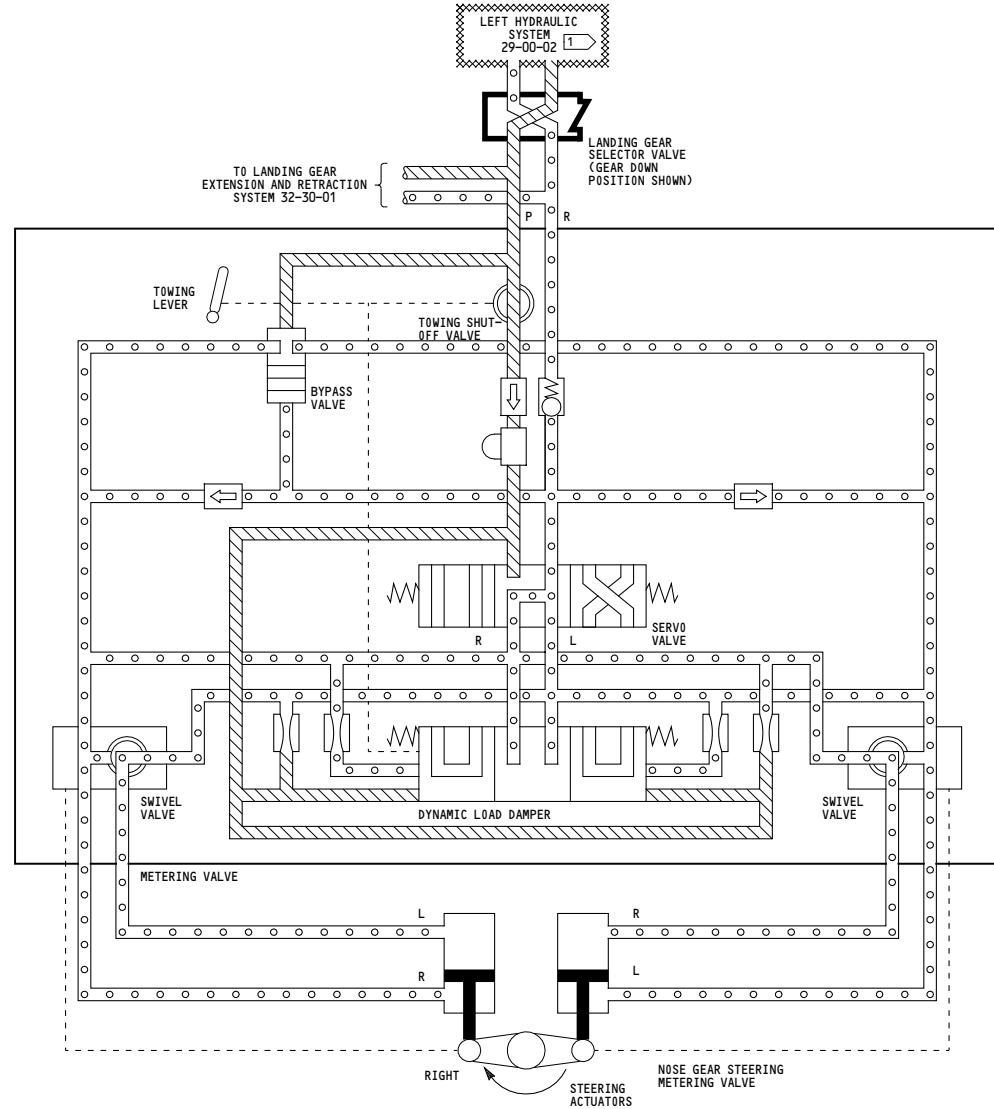 LEFT HYDRAULIC
SYSTEM
29-00-02 1
LANDING GEAR
SELECTOR VALVE
(GEAR DOWN
POSITION SHOWN)
TO LANDING GEAR
EXTENSION AND RETRACTION
SYSTEM 32-30-01
P R
TOWING
LEVER
TOWING SHUT-
OFF VALVE
BYPASS
VALVE
SERVO
VALVE
R L
SWIVEL
VALVE
SWIVEL
VALVE
DYNAMIC LOAD DAMPER
METERING VALVE
L R
R L
RIGHT
STEERING
ACTUATORS
NOSE GEAR STEERING
METERING VALVE